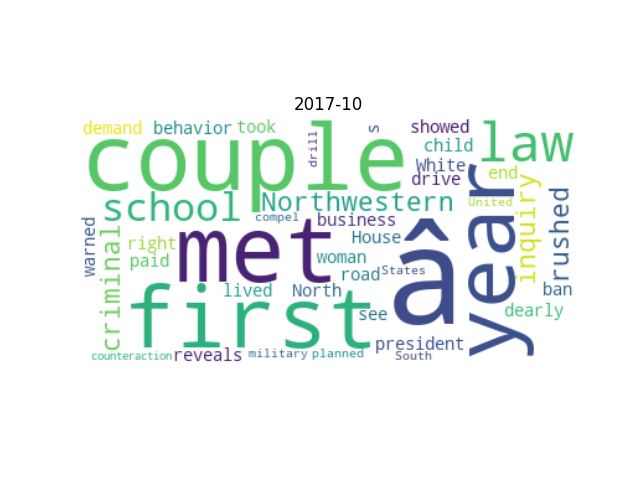 2017-10
demand behavior took drill s showed law
couple child
White end
drive
school Northwestern United
compel business year inquiry rushed
warned met â
criminal right House
woman
paid road States
lived North ban
first see dearly
president
counteraction reveals military planned South